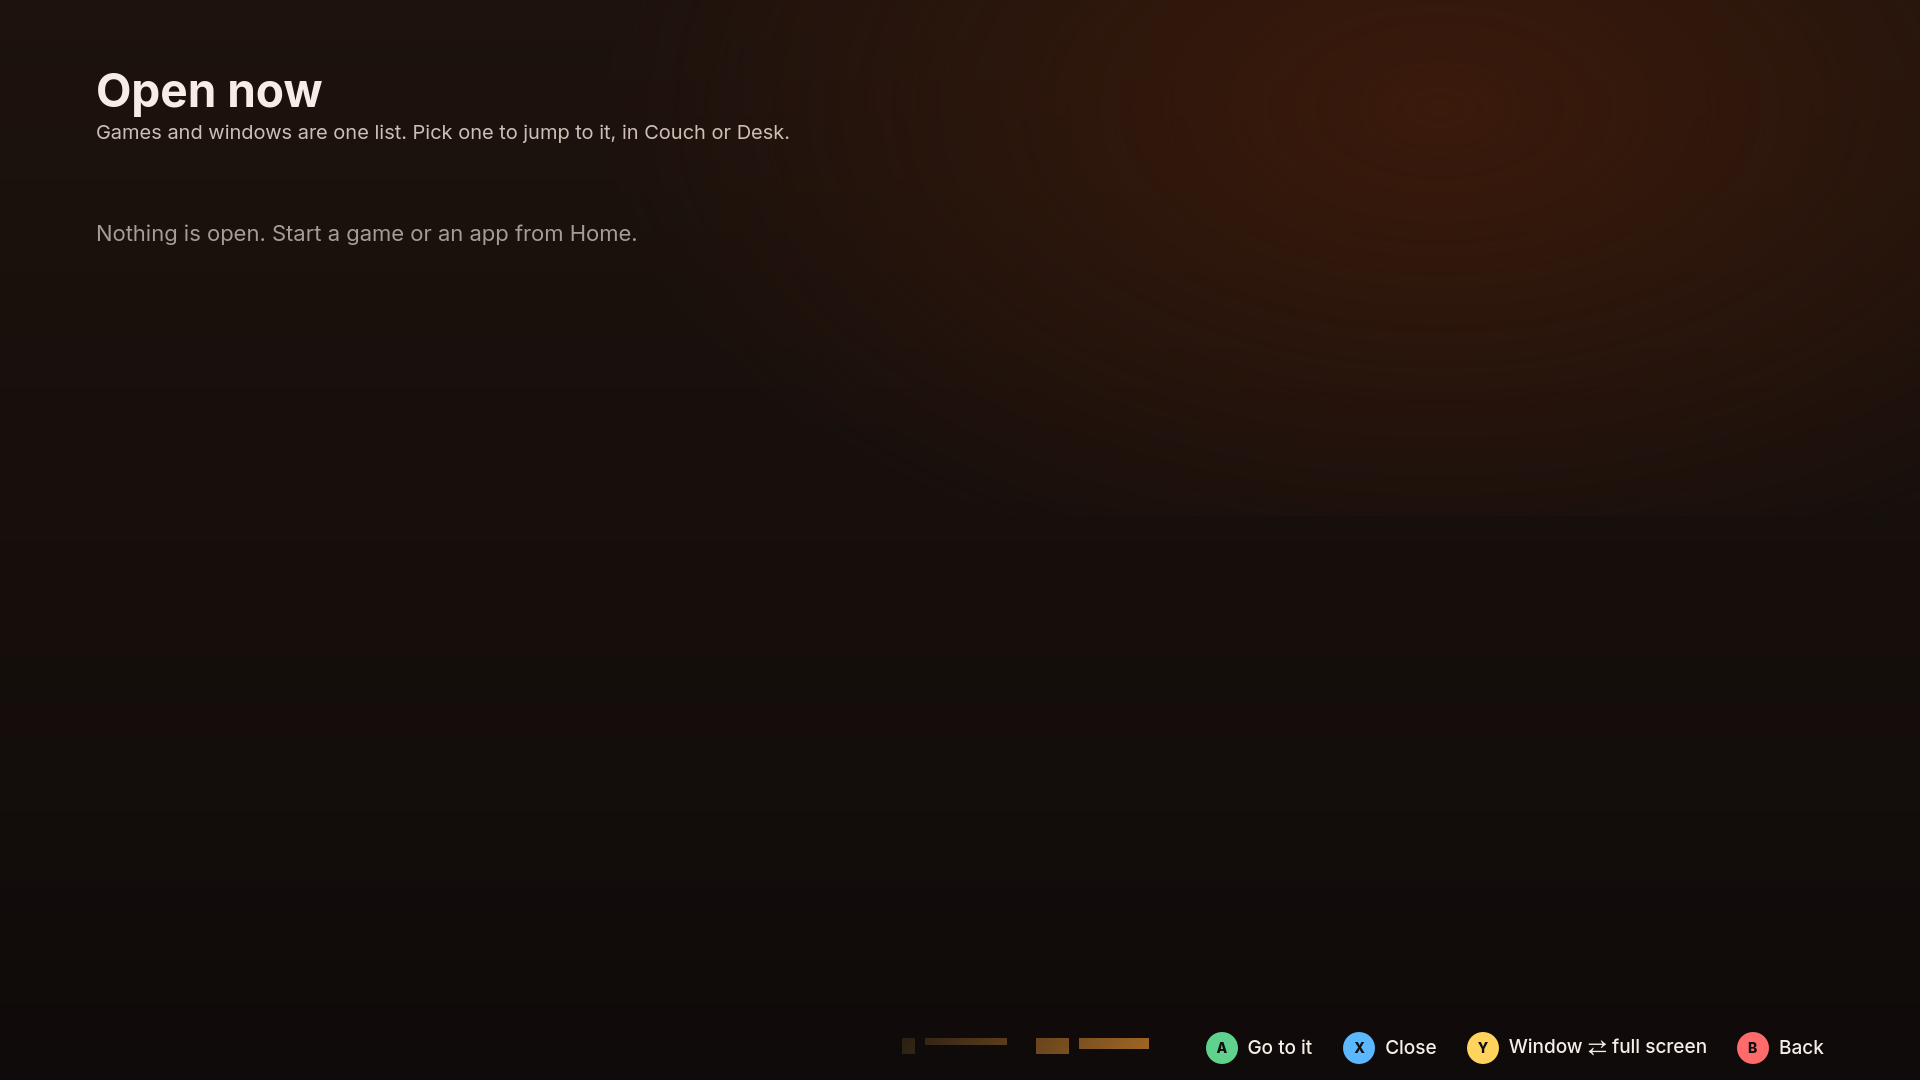 Open now
Games and windows are one list. Pick one to jump to it, in Couch or Desk.
Nothing is open. Start a game or an app from Home.
A Go to it X Close Y Window ⇄ full screen B Back